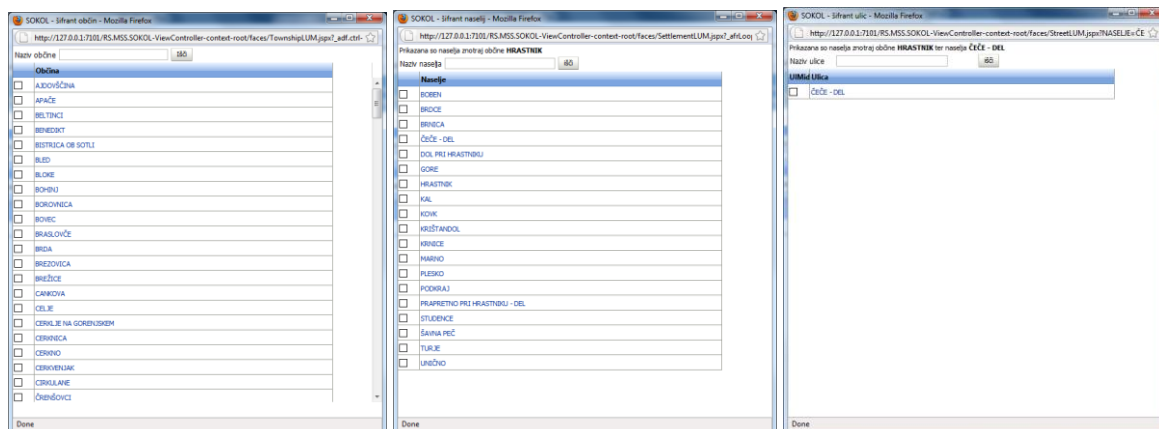 SOKOL - Šifrant občin - Mozilla Firefox
http://127.0.0.1:7101/RS.MSS.SOKOL-ViewController-context-root/faces/TownshipLUM.jspx?_adf.ctrl-
Naziv občine
Išči
Občina
AJDOVŠČINA
APAČE
BELTINCI
BENEDIKT
BISTRICA OB SOTLI
BLED
BLOKE
BOHINJ
BOROVNICA
BOVEC
BRASLOVČE
BRDA
BREZOVICA
BREŽICE
CANKOVA
CELJE
CERKLJE NA GORENJSKEM
CERKNICA
CERKNO
CERKVENJAK
CIRKULANE
ČRENŠOVCI
Done
SOKOL - Šifrant naselij - Mozilla Firefox
http://127.0.0.1:7101/RS.MSS.SOKOL-ViewController-context-root/faces/SettlementLUM.jspx?_afrLoop
Prikazana so naselja znotraj občine HRASTNIK
Naziv naselja
Išči
Naselje
BOBEN
BRDCE
BRNICA
ČEČE - DEL
DOL PRI HRASTNIKU
GORE
HRASTNIK
KAL
KOVK
KRIŠTANDOL
KRNICE
MARNO
PLESKO
PODKRAJ
PRAPRETNO PRI HRASTNIKU - DEL
STUDENCE
ŠAVNA PEČ
TURJE
UNIČNO
Done
SOKOL - Šifrant ulic - Mozilla Firefox
http://127.0.0.1:7101/RS.MSS.SOKOL-ViewController-context-root/faces/StreetLUM.jspx?NASELJE=ČE
Prikazana so naselja znotraj občine HRASTNIK ter naselja ČEČE - DEL
Naziv ulice
Išči
UlMid Ulica
ČEČE - DEL
Done